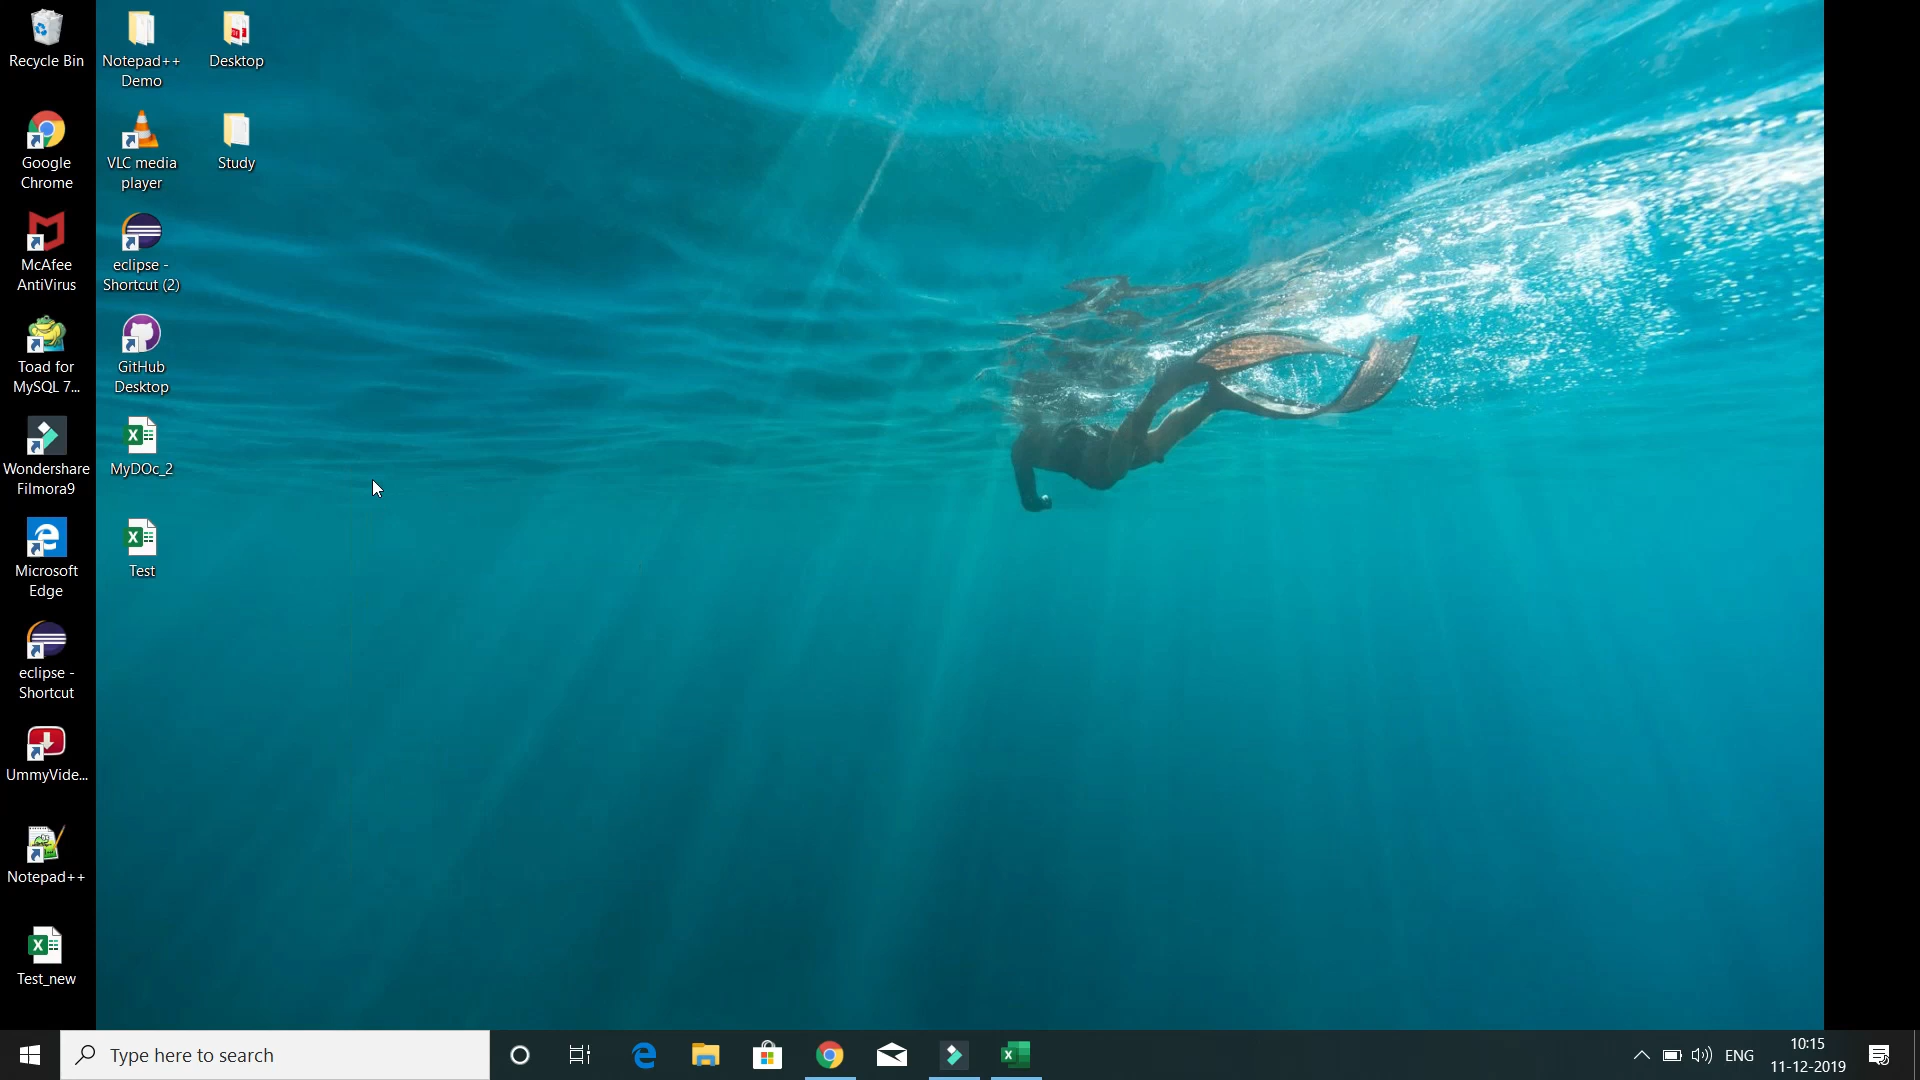 Recycle Bin
Google
Chrome
McAfee
AntiVirus
Toad for
MySQL 7...
Wondershare
Filmora9
Microsoft
Edge
eclipse -
Shortcut
UmmyVide...
Notepad++
Test_new
Notepad++
Demo
VLC media
player
eclipse -
Shortcut (2)
GitHub
Desktop
MyDOc_2
Test
Desktop
Study
Type here to search
ENG
10:15
11-12-2019